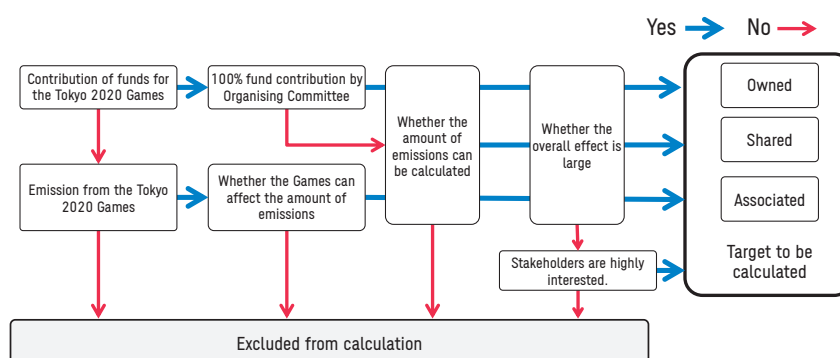 Yes
No
Contribution of funds for
the Tokyo 2020 Games
100% fund contribution by
Organising Committee
Whether the
amount of
emissions can
be calculated
Whether the
overall effect is
large
Owned
Shared
Associated
Target to be
calculated
Emission from the Tokyo
2020 Games
Whether the Games can
affect the amount of
emissions
Stakeholders are highly
interested.
Excluded from calculation